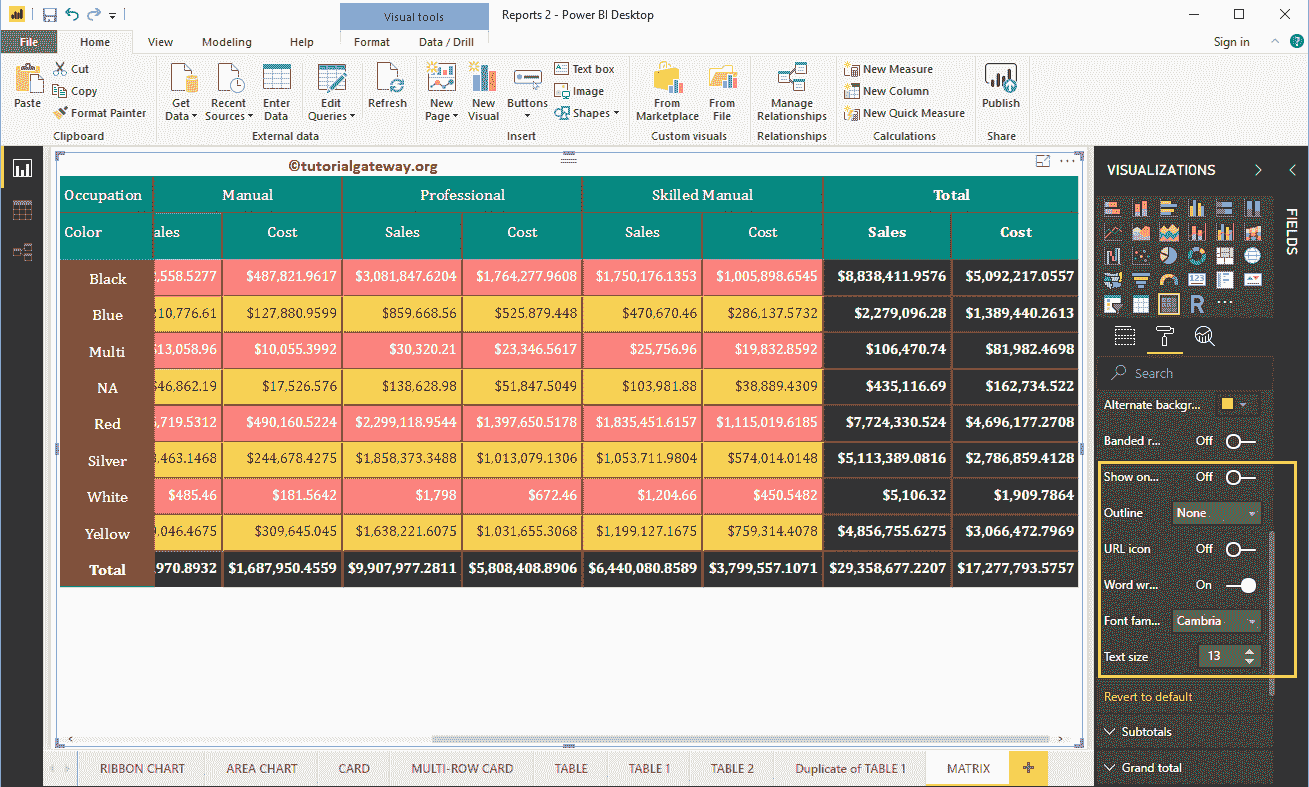 Visual tools
Reports 2 - Power BI Desktop
File Home View Modeling Help Format Data / Drill Sign in
Paste
Cut
Copy
Format Painter
Clipboard
Get Data
Recent Sources
Enter Data
Edit Queries
External data
Refresh
New Page
New Visual
Buttons
Text box
Image
Shapes
Insert
From Marketplace
From File
Custom visuals
Manage Relationships
Relationships
New Measure
New Column
New Quick Measure
Calculations
Publish
Share
©tutorialgateway.org
Occupation Manual Professional Skilled Manual Total
Color ales Cost Sales Cost Sales Cost Sales Cost
Black ,558.5277 $487,821.9617 $3,081,847.6204 $1,764,277.9608 $1,750,176.1353 $1,005,898.6545 $8,838,411.9576 $5,092,217.0557
Blue 210,776.61 $127,880.9599 $859,668.56 $525,879.448 $470,670.46 $286,137.5732 $2,279,096.28 $1,389,440.2613
Multi 13,058.96 $10,055.3992 $30,320.21 $23,346.5617 $25,756.96 $19,832.8592 $106,470.74 $81,982.4698
NA 46,862.19 $17,526.576 $138,628.98 $51,847.5049 $103,981.88 $38,889.4309 $435,116.69 $162,734.522
Red ,719.5312 $490,160.5224 $2,299,118.9544 $1,397,650.5178 $1,835,451.6157 $1,115,019.6185 $7,724,330.524 $4,696,177.2708
Silver ,463.1468 $244,678.4275 $1,858,373.3488 $1,013,079.1306 $1,053,711.9804 $574,014.0148 $5,113,389.0816 $2,786,859.4128
White $485.46 $181.5642 $1,798 $672.46 $1,204.66 $450.5482 $5,106.32 $1,909.7864
Yellow ,046.4675 $309,645.045 $1,638,221.6075 $1,031,655.3068 $1,199,127.1675 $759,314.4078 $4,856,755.6275 $3,066,472.7969
Total ,970.8932 $1,687,950.4559 $9,907,977.2811 $5,808,408.8906 $6,440,080.8589 $3,799,557.1071 $29,358,677.2207 $17,277,793.5757
VISUALIZATIONS
FIELDS
123
R
Search
Alternate backgr...
Banded r... Off
Show on... Off
Outline None
URL icon Off
Word wr... On
Font fam... Cambria
Text size 13
Revert to default
Subtotals
Grand total
RIBBON CHART AREA CHART CARD MULTI-ROW CARD TABLE TABLE 1 TABLE 2 Duplicate of TABLE 1 MATRIX